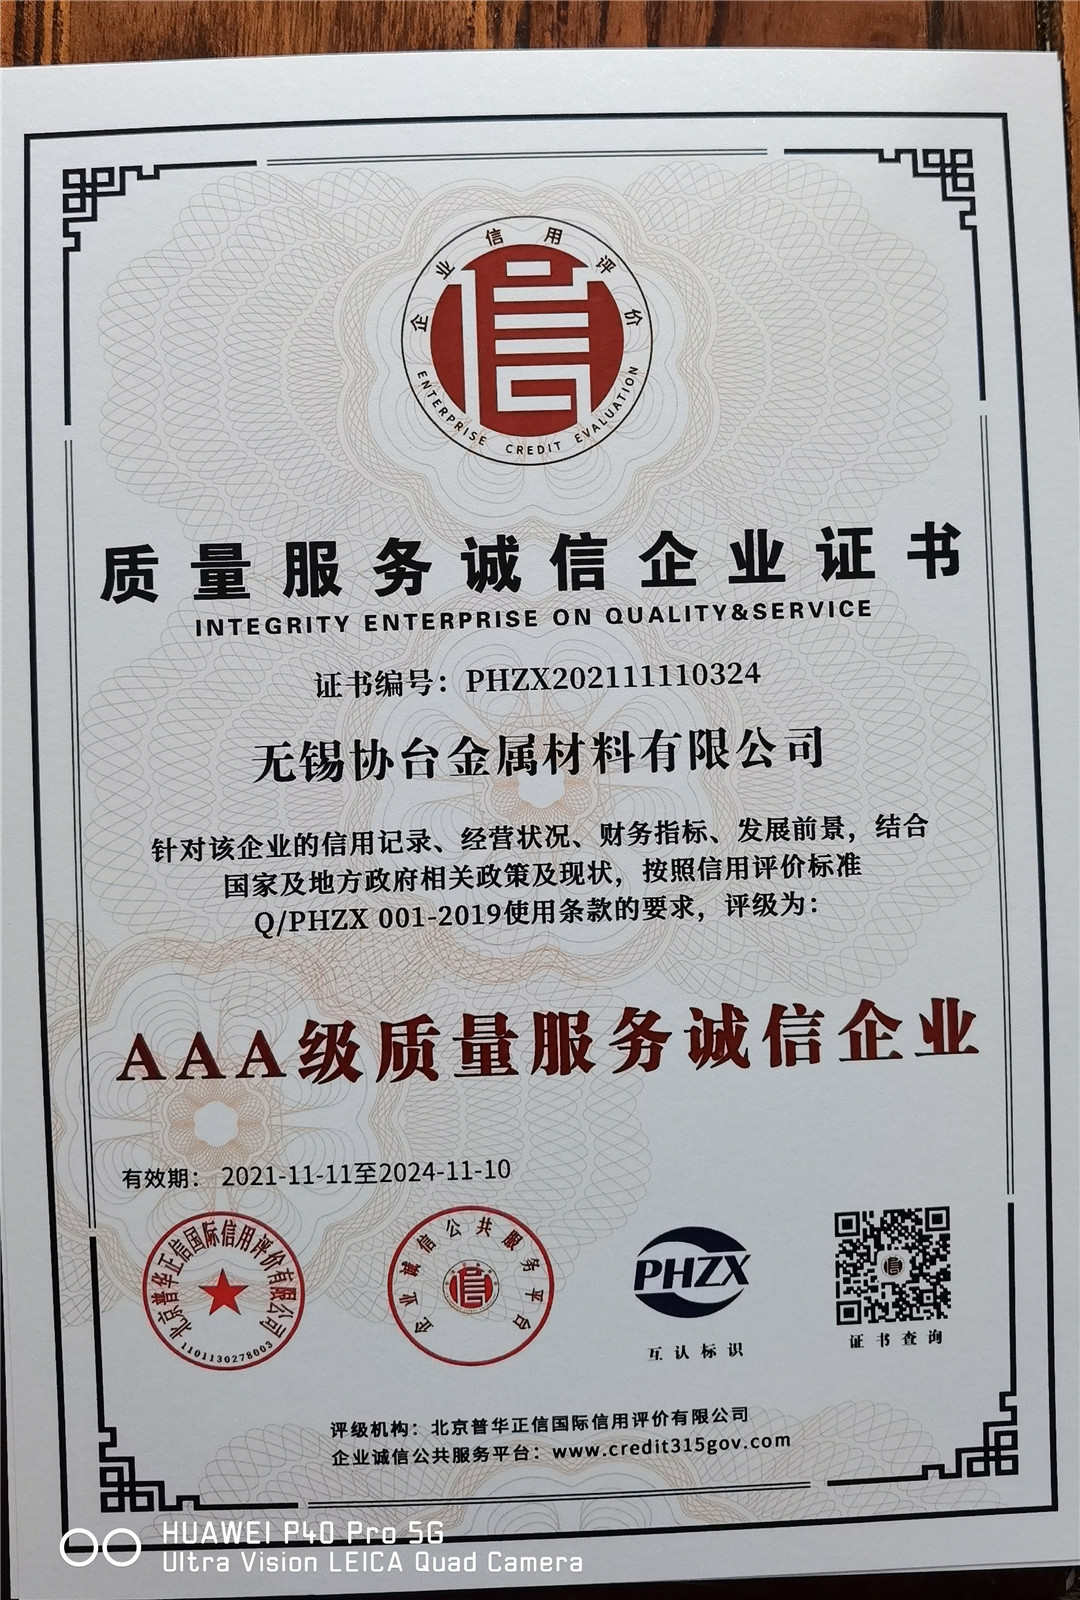 企业信用评价
信
ENTERPRISE CREDIT EVALUATION
质量服务诚信企业证书
INTEGRITY ENTERPRISE ON QUALITY&SERVICE
证书编号：PHZX202111110324
无锡协台金属材料有限公司
针对该企业的信用记录、经营状况、财务指标、发展前景，结合
国家及地方政府相关政策及现状，按照信用评价标准
Q/PHZX 001-2019使用条款的要求，评级为：
AAA级质量服务诚信企业
有效期： 2021-11-11至2024-11-10
北京普华正信国际信用评价有限公司
1101130278003
企业诚信公共服务平台
信
PHZX
互认标识
证书查询
评级机构：北京普华正信国际信用评价有限公司
企业诚信公共服务平台：www.credit315gov.com
HUAWEI P40 Pro 5G
Ultra Vision LEICA Quad Camera